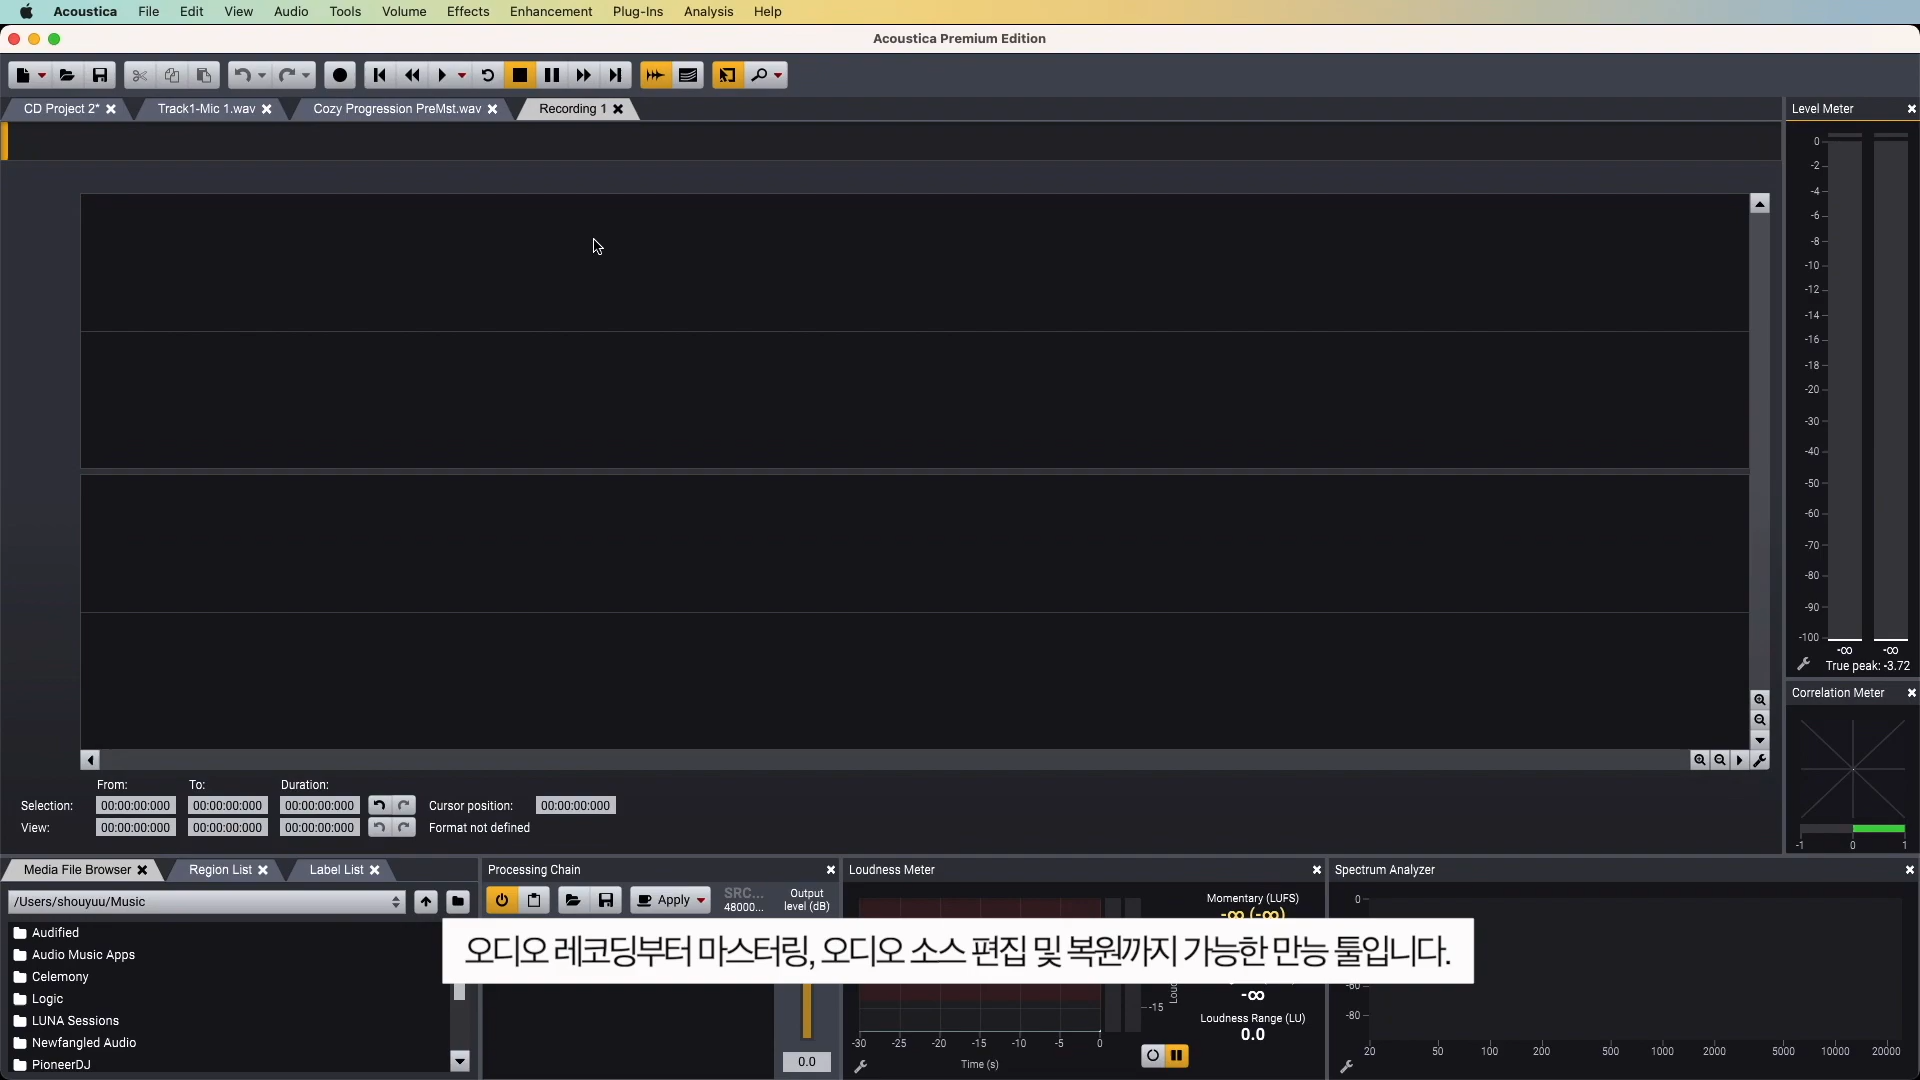 Acoustica File Edit View Audio Tools Volume Effects Enhancement Plug-Ins Analysis Help
Acoustica Premium Edition
CD Project 2* Track1-Mic 1.wav Cozy Progression PreMst.wav Recording 1
Level Meter
0
-2
-4
-6
-8
-10
-12
-14
-16
-18
-20
-30
-40
-50
-60
-70
-80
-90
-100
-∞ -∞
True peak: -3.72
Correlation Meter
-1 0 1
From: To: Duration:
Selection: 00:00:00:000 00:00:00:000 00:00:00:000 Cursor position: 00:00:00:000
View: 00:00:00:000 00:00:00:000 00:00:00:000 Format not defined
Media File Browser Region List Label List
/Users/shouyuu/Music
Audified
Audio Music Apps
Celemony
Logic
LUNA Sessions
Newfangled Audio
PioneerDJ
Processing Chain
Apply
SRC...
48000...
Output
level (dB)
0.0
Loudness Meter
Momentary (LUFS)
-∞ (-∞)
-∞
Loudness Range (LU)
0.0
-15
-30 -25 -20 -15 -10 -5 0
Time (s)
Spectrum Analyzer
0
-60
-80
20 50 100 200 500 1000 2000 5000 10000 20000
오디오 레코딩부터 마스터링, 오디오 소스 편집 및 복원까지 가능한 만능 툴입니다.